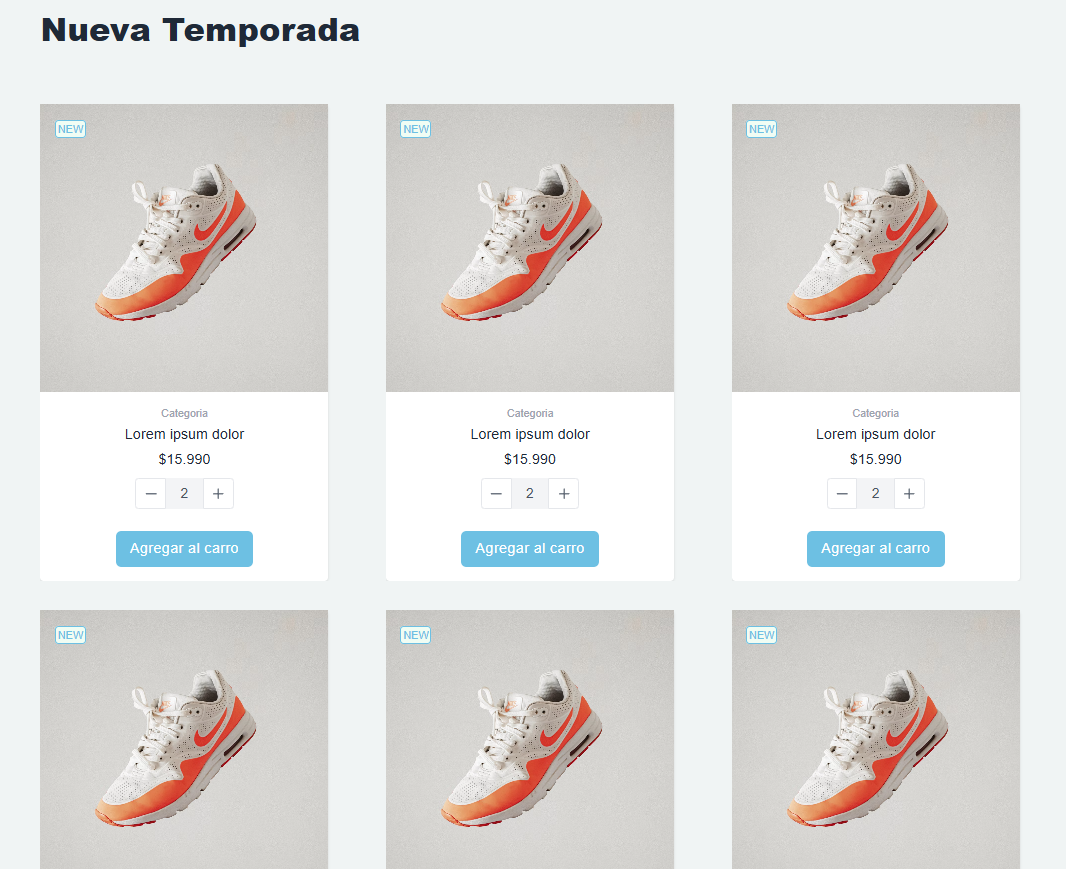 Nueva Temporada
NEW
NEW
NEW
Categoria
Categoria
Categoria
Lorem ipsum dolor
Lorem ipsum dolor
Lorem ipsum dolor
$15.990
$15.990
$15.990
− 2 +
− 2 +
− 2 +
Agregar al carro
Agregar al carro
Agregar al carro
NEW
NEW
NEW